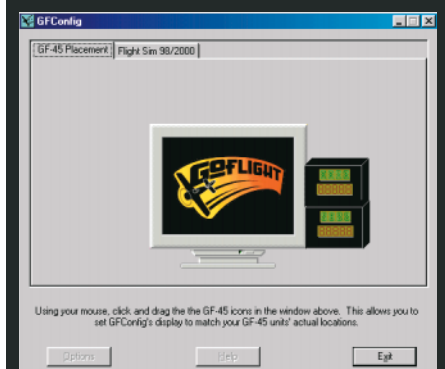 GFConfig
GF-45 Placement
Flight Sim 98/2000
GOFLIGHT
Using your mouse, click and drag the the GF-45 icons in the window above. This allows you to
set GFConfig's display to match your GF-45 units' actual locations.
Options
Help
Exit